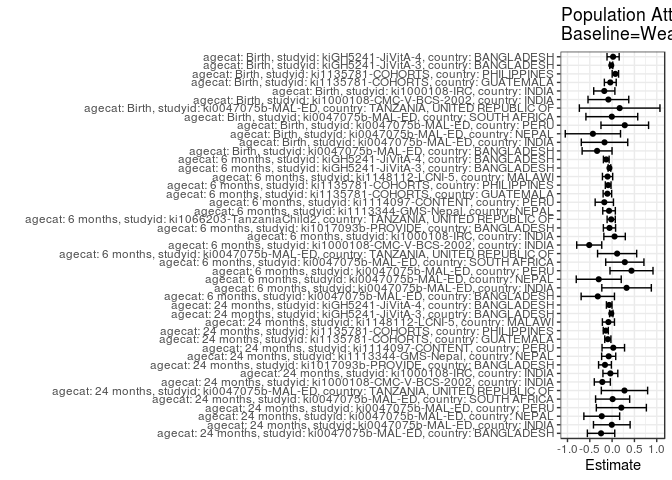 Population Att
Baseline=Wea
agecat: Birth, studyid: kiGH5241-JiVitA-4, country: BANGLADESH
agecat: Birth, studyid: kiGH5241-JiVitA-3, country: BANGLADESH
agecat: Birth, studyid: ki1135781-COHORTS, country: PHILIPPINES
agecat: Birth, studyid: ki1135781-COHORTS, country: GUATEMALA
agecat: Birth, studyid: ki1000108-IRC, country: INDIA
agecat: Birth, studyid: ki1000108-CMC-V-BCS-2002, country: INDIA
agecat: Birth, studyid: ki0047075b-MAL-ED, country: TANZANIA, UNITED REPUBLIC OF
agecat: Birth, studyid: ki0047075b-MAL-ED, country: SOUTH AFRICA
agecat: Birth, studyid: ki0047075b-MAL-ED, country: PERU
agecat: Birth, studyid: ki0047075b-MAL-ED, country: NEPAL
agecat: Birth, studyid: ki0047075b-MAL-ED, country: INDIA
agecat: Birth, studyid: ki0047075b-MAL-ED, country: BANGLADESH
agecat: 6 months, studyid: kiGH5241-JiVitA-4, country: BANGLADESH
agecat: 6 months, studyid: kiGH5241-JiVitA-3, country: BANGLADESH
agecat: 6 months, studyid: ki1148112-LCNI-5, country: MALAWI
agecat: 6 months, studyid: ki1135781-COHORTS, country: PHILIPPINES
agecat: 6 months, studyid: ki1135781-COHORTS, country: GUATEMALA
agecat: 6 months, studyid: ki1114097-CONTENT, country: PERU
agecat: 6 months, studyid: ki1113344-GMS-Nepal, country: NEPAL
agecat: 6 months, studyid: ki1066203-TanzaniaChild2, country: TANZANIA, UNITED REPUBLIC OF
agecat: 6 months, studyid: ki1017093b-PROVIDE, country: BANGLADESH
agecat: 6 months, studyid: ki1000108-IRC, country: INDIA
agecat: 6 months, studyid: ki1000108-CMC-V-BCS-2002, country: INDIA
agecat: 6 months, studyid: ki0047075b-MAL-ED, country: TANZANIA, UNITED REPUBLIC OF
agecat: 6 months, studyid: ki0047075b-MAL-ED, country: SOUTH AFRICA
agecat: 6 months, studyid: ki0047075b-MAL-ED, country: PERU
agecat: 6 months, studyid: ki0047075b-MAL-ED, country: NEPAL
agecat: 6 months, studyid: ki0047075b-MAL-ED, country: INDIA
agecat: 6 months, studyid: ki0047075b-MAL-ED, country: BANGLADESH
agecat: 24 months, studyid: kiGH5241-JiVitA-4, country: BANGLADESH
agecat: 24 months, studyid: kiGH5241-JiVitA-3, country: BANGLADESH
agecat: 24 months, studyid: ki1148112-LCNI-5, country: MALAWI
agecat: 24 months, studyid: ki1135781-COHORTS, country: PHILIPPINES
agecat: 24 months, studyid: ki1135781-COHORTS, country: GUATEMALA
agecat: 24 months, studyid: ki1114097-CONTENT, country: PERU
agecat: 24 months, studyid: ki1113344-GMS-Nepal, country: NEPAL
agecat: 24 months, studyid: ki1017093b-PROVIDE, country: BANGLADESH
agecat: 24 months, studyid: ki1000108-IRC, country: INDIA
agecat: 24 months, studyid: ki1000108-CMC-V-BCS-2002, country: INDIA
agecat: 24 months, studyid: ki0047075b-MAL-ED, country: TANZANIA, UNITED REPUBLIC OF
agecat: 24 months, studyid: ki0047075b-MAL-ED, country: SOUTH AFRICA
agecat: 24 months, studyid: ki0047075b-MAL-ED, country: PERU
agecat: 24 months, studyid: ki0047075b-MAL-ED, country: NEPAL
agecat: 24 months, studyid: ki0047075b-MAL-ED, country: INDIA
agecat: 24 months, studyid: ki0047075b-MAL-ED, country: BANGLADESH
-1.0 -0.5 0.0 0.5 1.0
Estimate